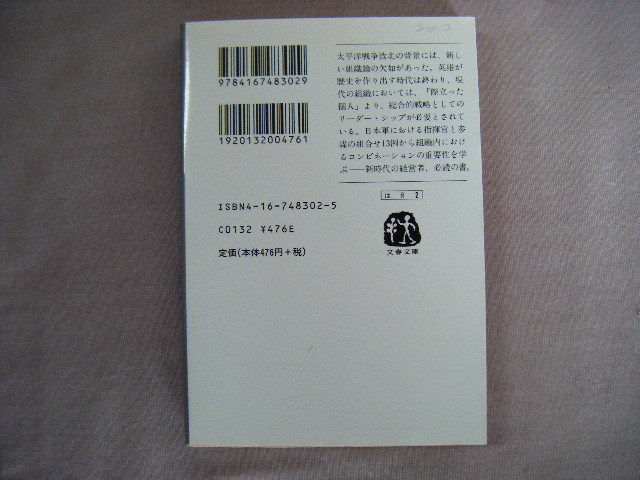 9784167483029
1920132004761
太平洋戦争敗北の背景には、新し
い組織論の欠如があった。英雄が
歴史を作り出す時代は終わり、現
代の組織においては、「際立った
個人」より、総合的戦略としての
リーダー・シップが必要とされて
いる。日本軍における指揮官と参
謀の組合せ13例から組織内におけ
るコンビネーションの重要性を学
ぶ——新時代の経営者、必読の書。
ISBN4-16-748302-5
C0132 ¥476E
定価(本体476円+税)
は 8 2
文春文庫